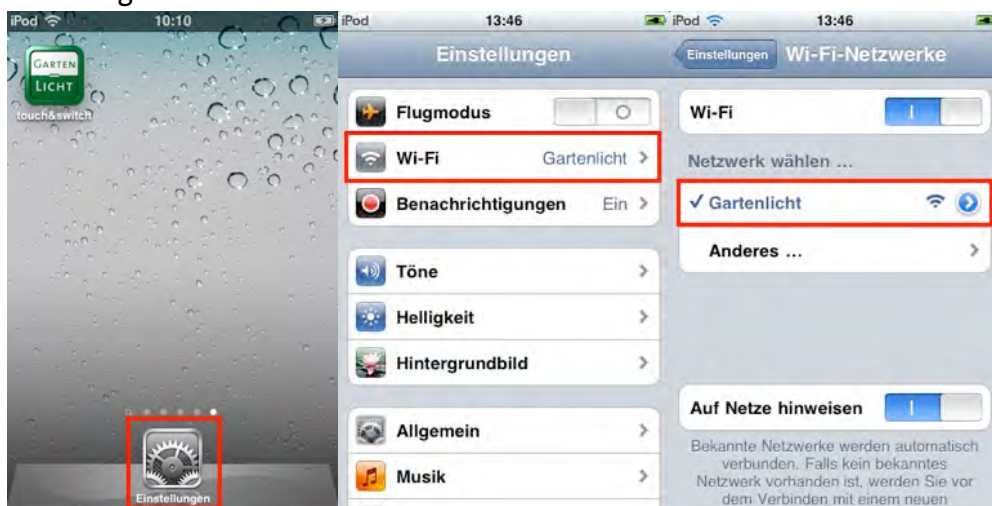 iPod 10:10
GARTEN
LICHT
touch&switch
Einstellungen
iPod 13:46
Einstellungen
Flugmodus
Wi-Fi Gartenlicht
Benachrichtigungen Ein
Töne
Helligkeit
Hintergrundbild
Allgemein
Musik
iPod 13:46
Einstellungen Wi-Fi-Netzwerke
Wi-Fi
Netzwerk wählen ...
✓ Gartenlicht
Anderes ...
Auf Netze hinweisen
Bekannte Netzwerke werden automatisch
verbunden. Falls kein bekanntes
Netzwerk vorhanden ist, werden Sie vor
dem Verbinden mit einem neuen